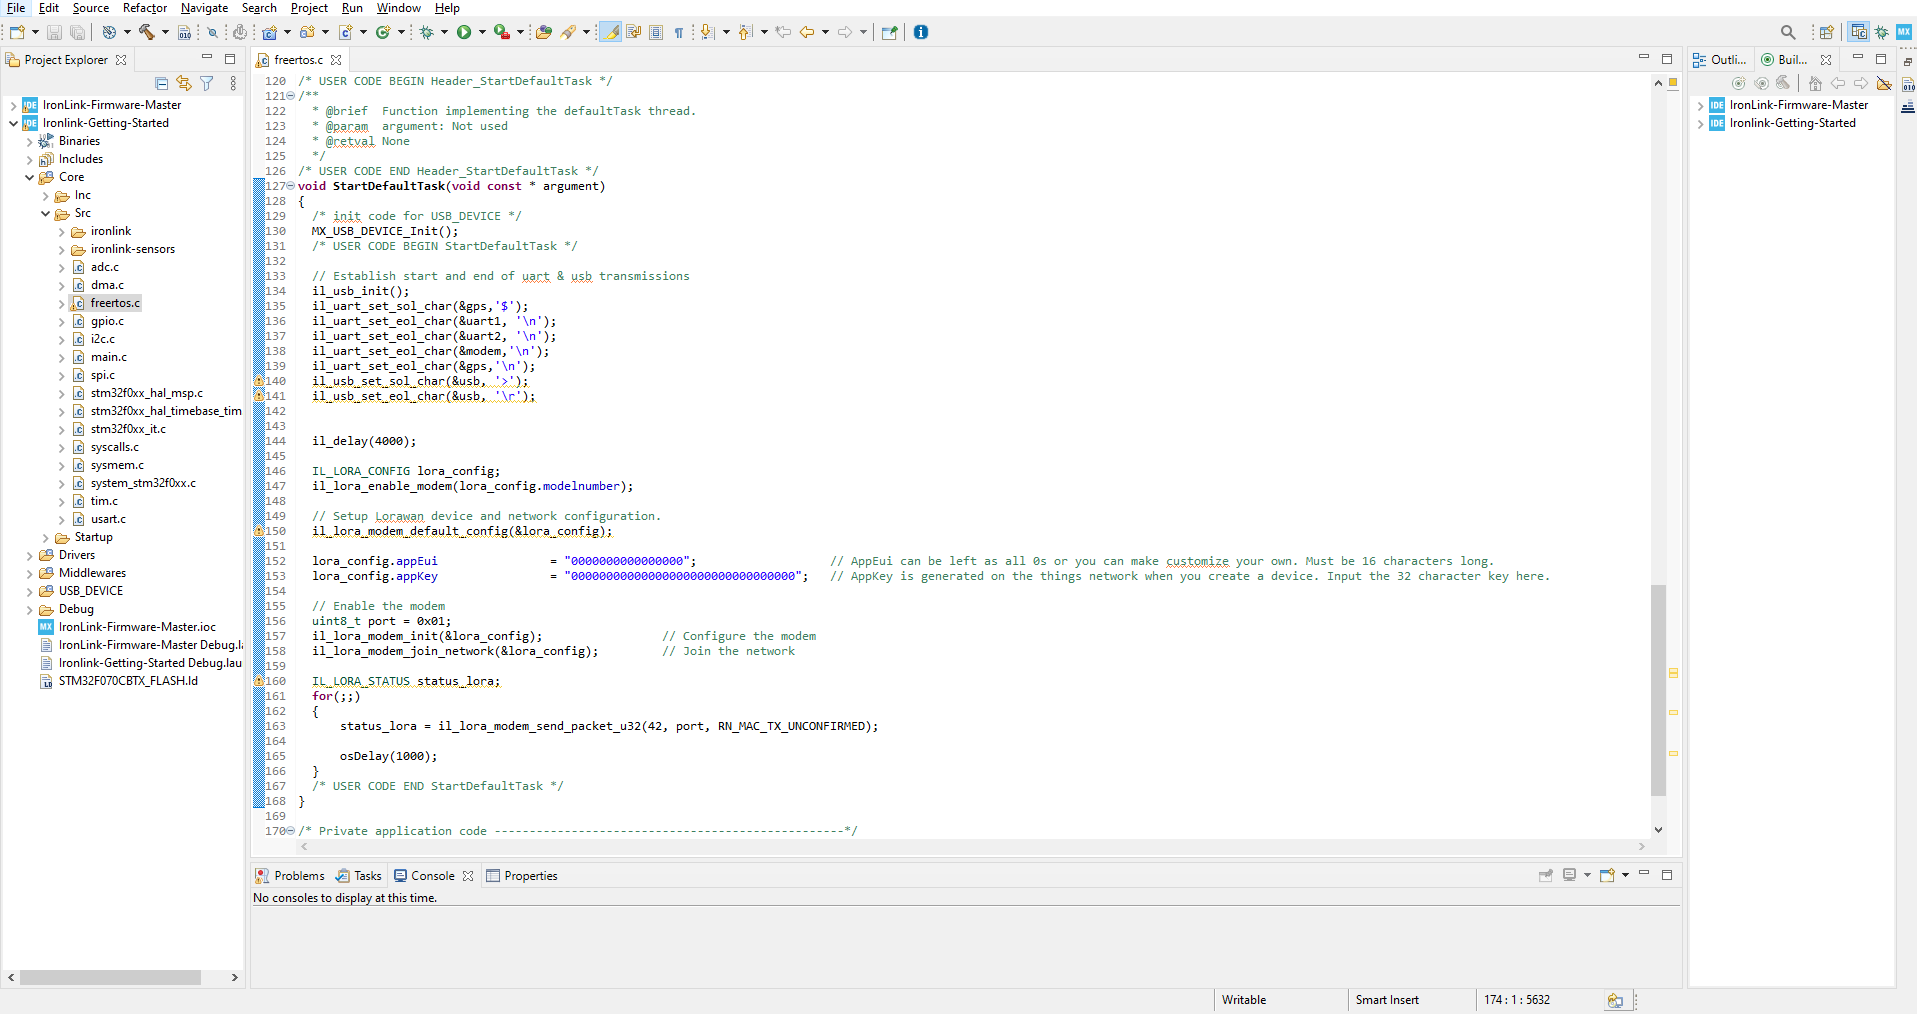 File Edit Source Refactor Navigate Search Project Run Window Help
Project Explorer
IronLink-Firmware-Master
Ironlink-Getting-Started
Binaries
Includes
Core
Inc
Src
ironlink
ironlink-sensors
adc.c
dma.c
freertos.c
gpio.c
i2c.c
main.c
spi.c
stm32f0xx_hal_msp.c
stm32f0xx_hal_timebase_tim
stm32f0xx_it.c
syscalls.c
sysmem.c
system_stm32f0xx.c
tim.c
usart.c
Startup
Drivers
Middlewares
USB_DEVICE
Debug
IronLink-Firmware-Master.ioc
IronLink-Firmware-Master Debug.la
Ironlink-Getting-Started Debug.lau
STM32F070CBTX_FLASH.ld
freertos.c
120 /* USER CODE BEGIN Header_StartDefaultTask */
121 /**
122 * @brief Function implementing the defaultTask thread.
123 * @param argument: Not used
124 * @retval None
125 */
126 /* USER CODE END Header_StartDefaultTask */
127 void StartDefaultTask(void const * argument)
128 {
129 /* init code for USB_DEVICE */
130 MX_USB_DEVICE_Init();
131 /* USER CODE BEGIN StartDefaultTask */
132
133 // Establish start and end of uart & usb transmissions
134 il_usb_init();
135 il_uart_set_sol_char(&gps,'$');
136 il_uart_set_eol_char(&uart1, '\n');
137 il_uart_set_eol_char(&uart2, '\n');
138 il_uart_set_eol_char(&modem,'\n');
139 il_uart_set_eol_char(&gps,'\n');
140 il_usb_set_sol_char(&usb, '>');
141 il_usb_set_eol_char(&usb, '\r');
142
143
144 il_delay(4000);
145
146 IL_LORA_CONFIG lora_config;
147 il_lora_enable_modem(lora_config.modelnumber);
148
149 // Setup Lorawan device and network configuration.
150 il_lora_modem_default_config(&lora_config);
151
152 lora_config.appEui = "0000000000000000"; // AppEui can be left as all 0s or you can make customize your own. Must be 16 characters long.
153 lora_config.appKey = "00000000000000000000000000000000"; // AppKey is generated on the things network when you create a device. Input the 32 character key here.
154
155 // Enable the modem
156 uint8_t port = 0x01;
157 il_lora_modem_init(&lora_config); // Configure the modem
158 il_lora_modem_join_network(&lora_config); // Join the network
159
160 IL_LORA_STATUS status_lora;
161 for(;;)
162 {
163 status_lora = il_lora_modem_send_packet_u32(42, port, RN_MAC_TX_UNCONFIRMED);
164
165 osDelay(1000);
166 }
167 /* USER CODE END StartDefaultTask */
168 }
169
170 /* Private application code --------------------------------------------------*/
Problems Tasks Console Properties
No consoles to display at this time.
Outli... Buil...
IronLink-Firmware-Master
Ironlink-Getting-Started
Writable Smart Insert 174 : 1 : 5632